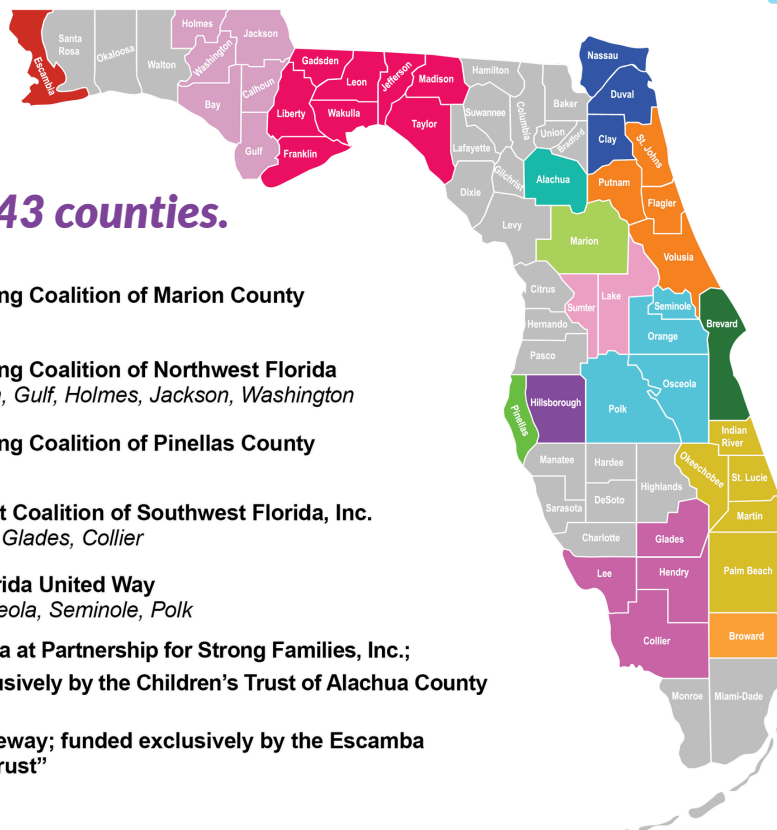 Holmes
Jackson
Santa
Rosa
Okaloosa
Walton
Washington
Escambia
Calhoun
Bay
Gulf
Gadsden
Leon
Jefferson
Madison
Liberty
Wakulla
Taylor
Franklin
Hamilton
Suwannee
Columbia
Baker
Union
Bradford
Lafayette
Gilchrist
Dixie
Levy
Nassau
Duval
Clay
St. Johns
Alachua
Putnam
Flagler
Marion
Volusia
Citrus
Sumter
Lake
Seminole
Hernando
Orange
Brevard
Pasco
Osceola
Pinellas
Hillsborough
Polk
Indian
River
Manatee
Hardee
Okeechobee
St. Lucie
Highlands
Sarasota
DeSoto
Martin
Charlotte
Glades
Lee
Hendry
Palm Beach
Collier
Broward
Monroe
Miami-Dade
43 counties.
ng Coalition of Marion County
ng Coalition of Northwest Florida
, Gulf, Holmes, Jackson, Washington
ng Coalition of Pinellas County
t Coalition of Southwest Florida, Inc.
Glades, Collier
rida United Way
eola, Seminole, Polk
a at Partnership for Strong Families, Inc.;
usively by the Children’s Trust of Alachua County
eway; funded exclusively by the Escamba
rust”